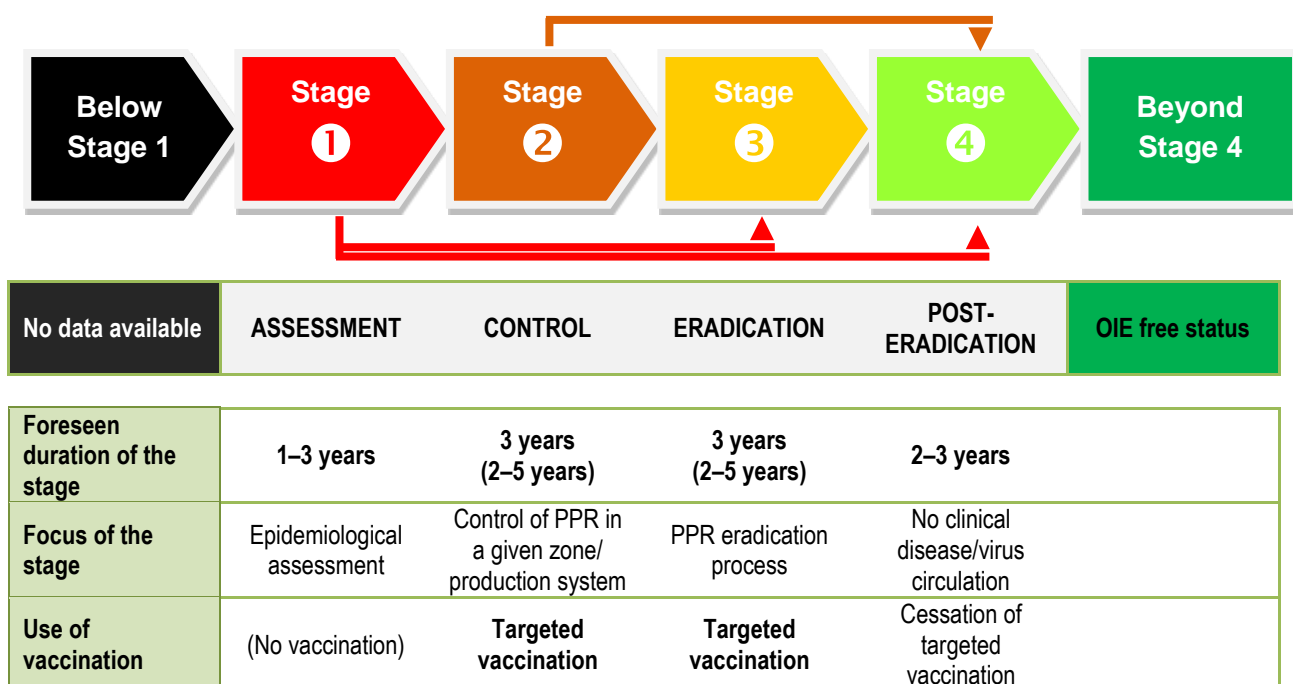 Below
Stage 1
Stage
❶
Stage
❷
Stage
❸
Stage
❹
Beyond
Stage 4
No data available
ASSESSMENT
CONTROL
ERADICATION
POST-
ERADICATION
OIE free status
Foreseen
duration of the
stage
1–3 years
3 years
(2–5 years)
3 years
(2–5 years)
2–3 years
Focus of the
stage
Epidemiological
assessment
Control of PPR in
a given zone/
production system
PPR eradication
process
No clinical
disease/virus
circulation
Use of
vaccination
(No vaccination)
Targeted
vaccination
Targeted
vaccination
Cessation of
targeted
vaccination